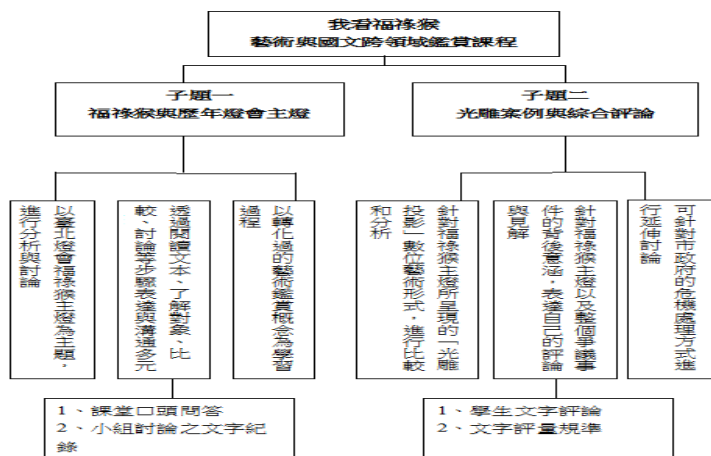 我看福祿猴
藝術與國文跨領域鑑賞課程
子題一
福祿猴與歷年燈會主燈
子題二
光雕案例與綜合評論
以臺北燈會福祿猴主燈為主題，
進行分析與討論
透過閱讀文本、了解對象、比
較、討論等步驟表達與溝通多元
以轉化過的藝術鑑賞概念為學習
過程
針對福祿猴主燈所呈現的「光雕
投影」數位藝術形式，進行比較
和分析
針對福祿猴主燈以及整個爭議事
件的背後意涵，表達自己的評論
與見解
可針對市政府的危機處理方式進
行延伸討論
1、課堂口頭問答
2、小組討論之文字紀
錄
1、學生文字評論
2、文字評量規準